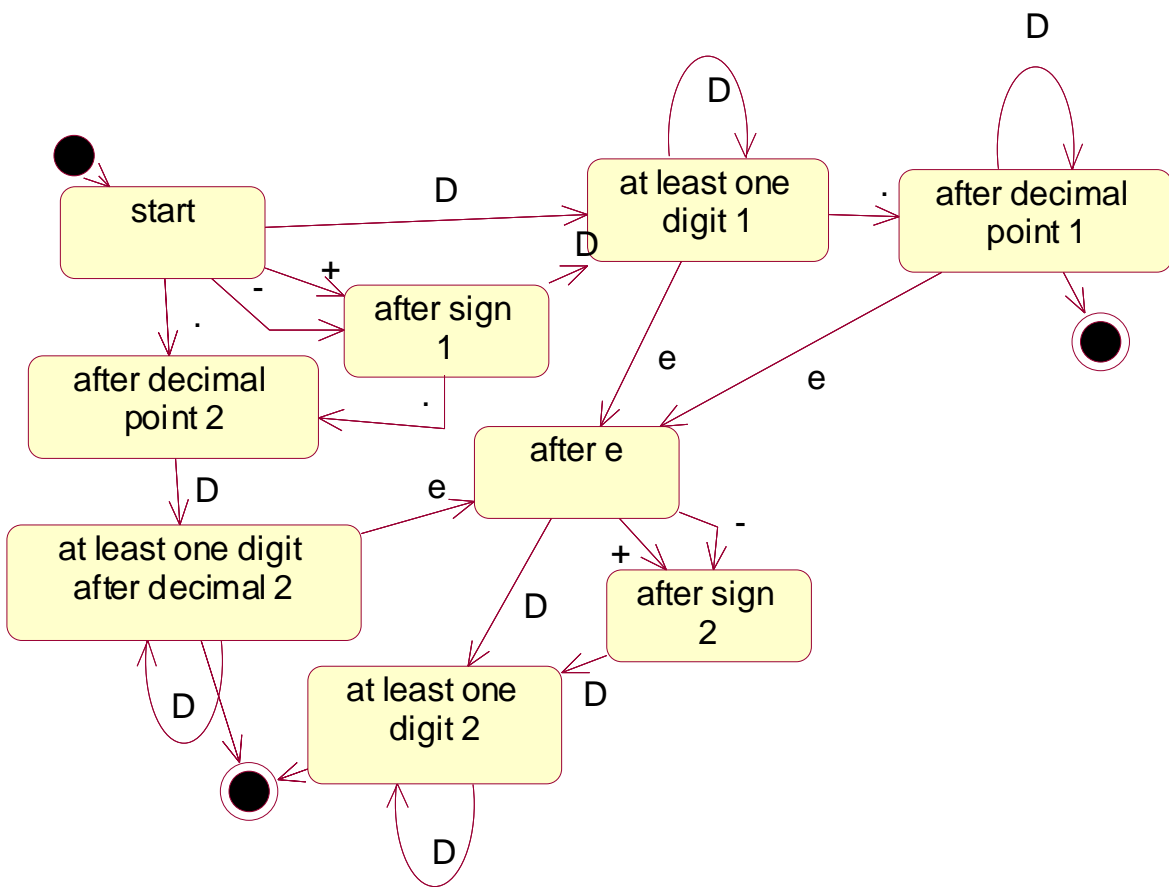 D
D
at least one
digit 1
after decimal
point 1
start
D
.
D
+
-
after sign
1
.
after decimal
point 2
.
e
e
after e
D
e
at least one digit
after decimal 2
-
+
after sign
2
D
at least one
digit 2
D
D
D